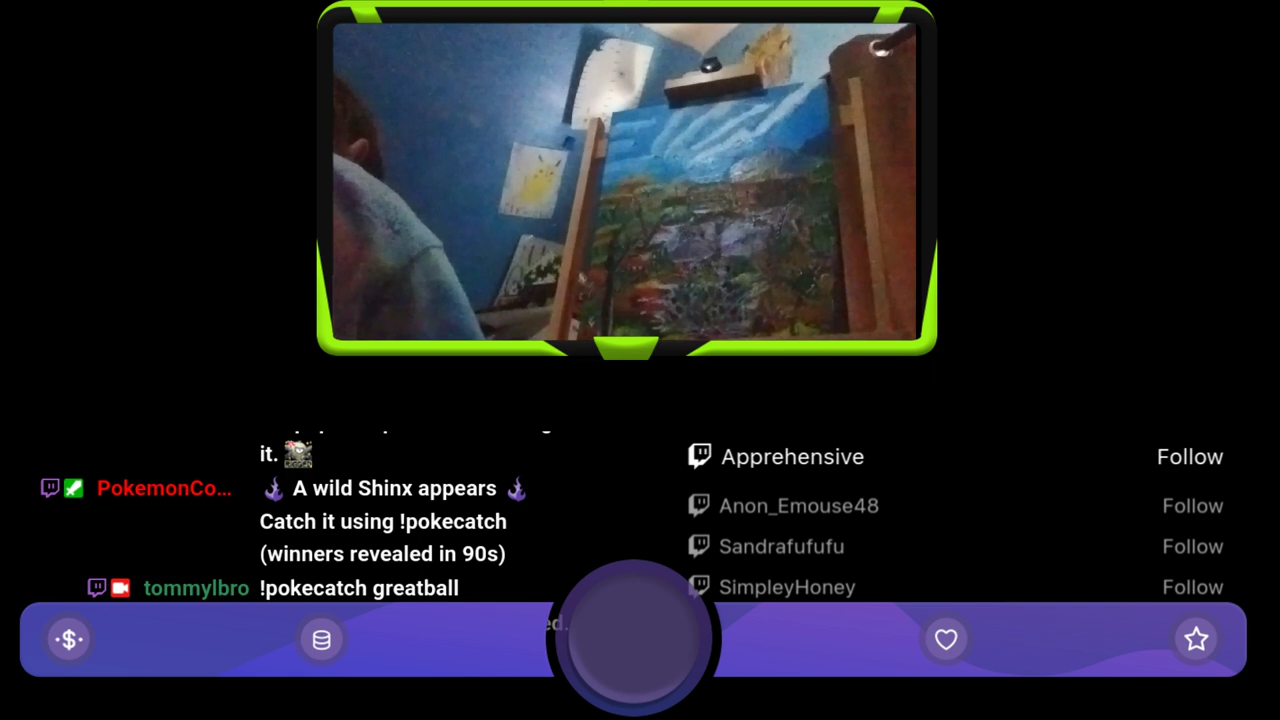 it.
PokemonCo... A wild Shinx appears
Catch it using !pokecatch
(winners revealed in 90s)
tommylbro !pokecatch greatball
ed.
Apprehensive Follow
Anon_Emouse48 Follow
Sandrafufufu Follow
SimpleyHoney Follow